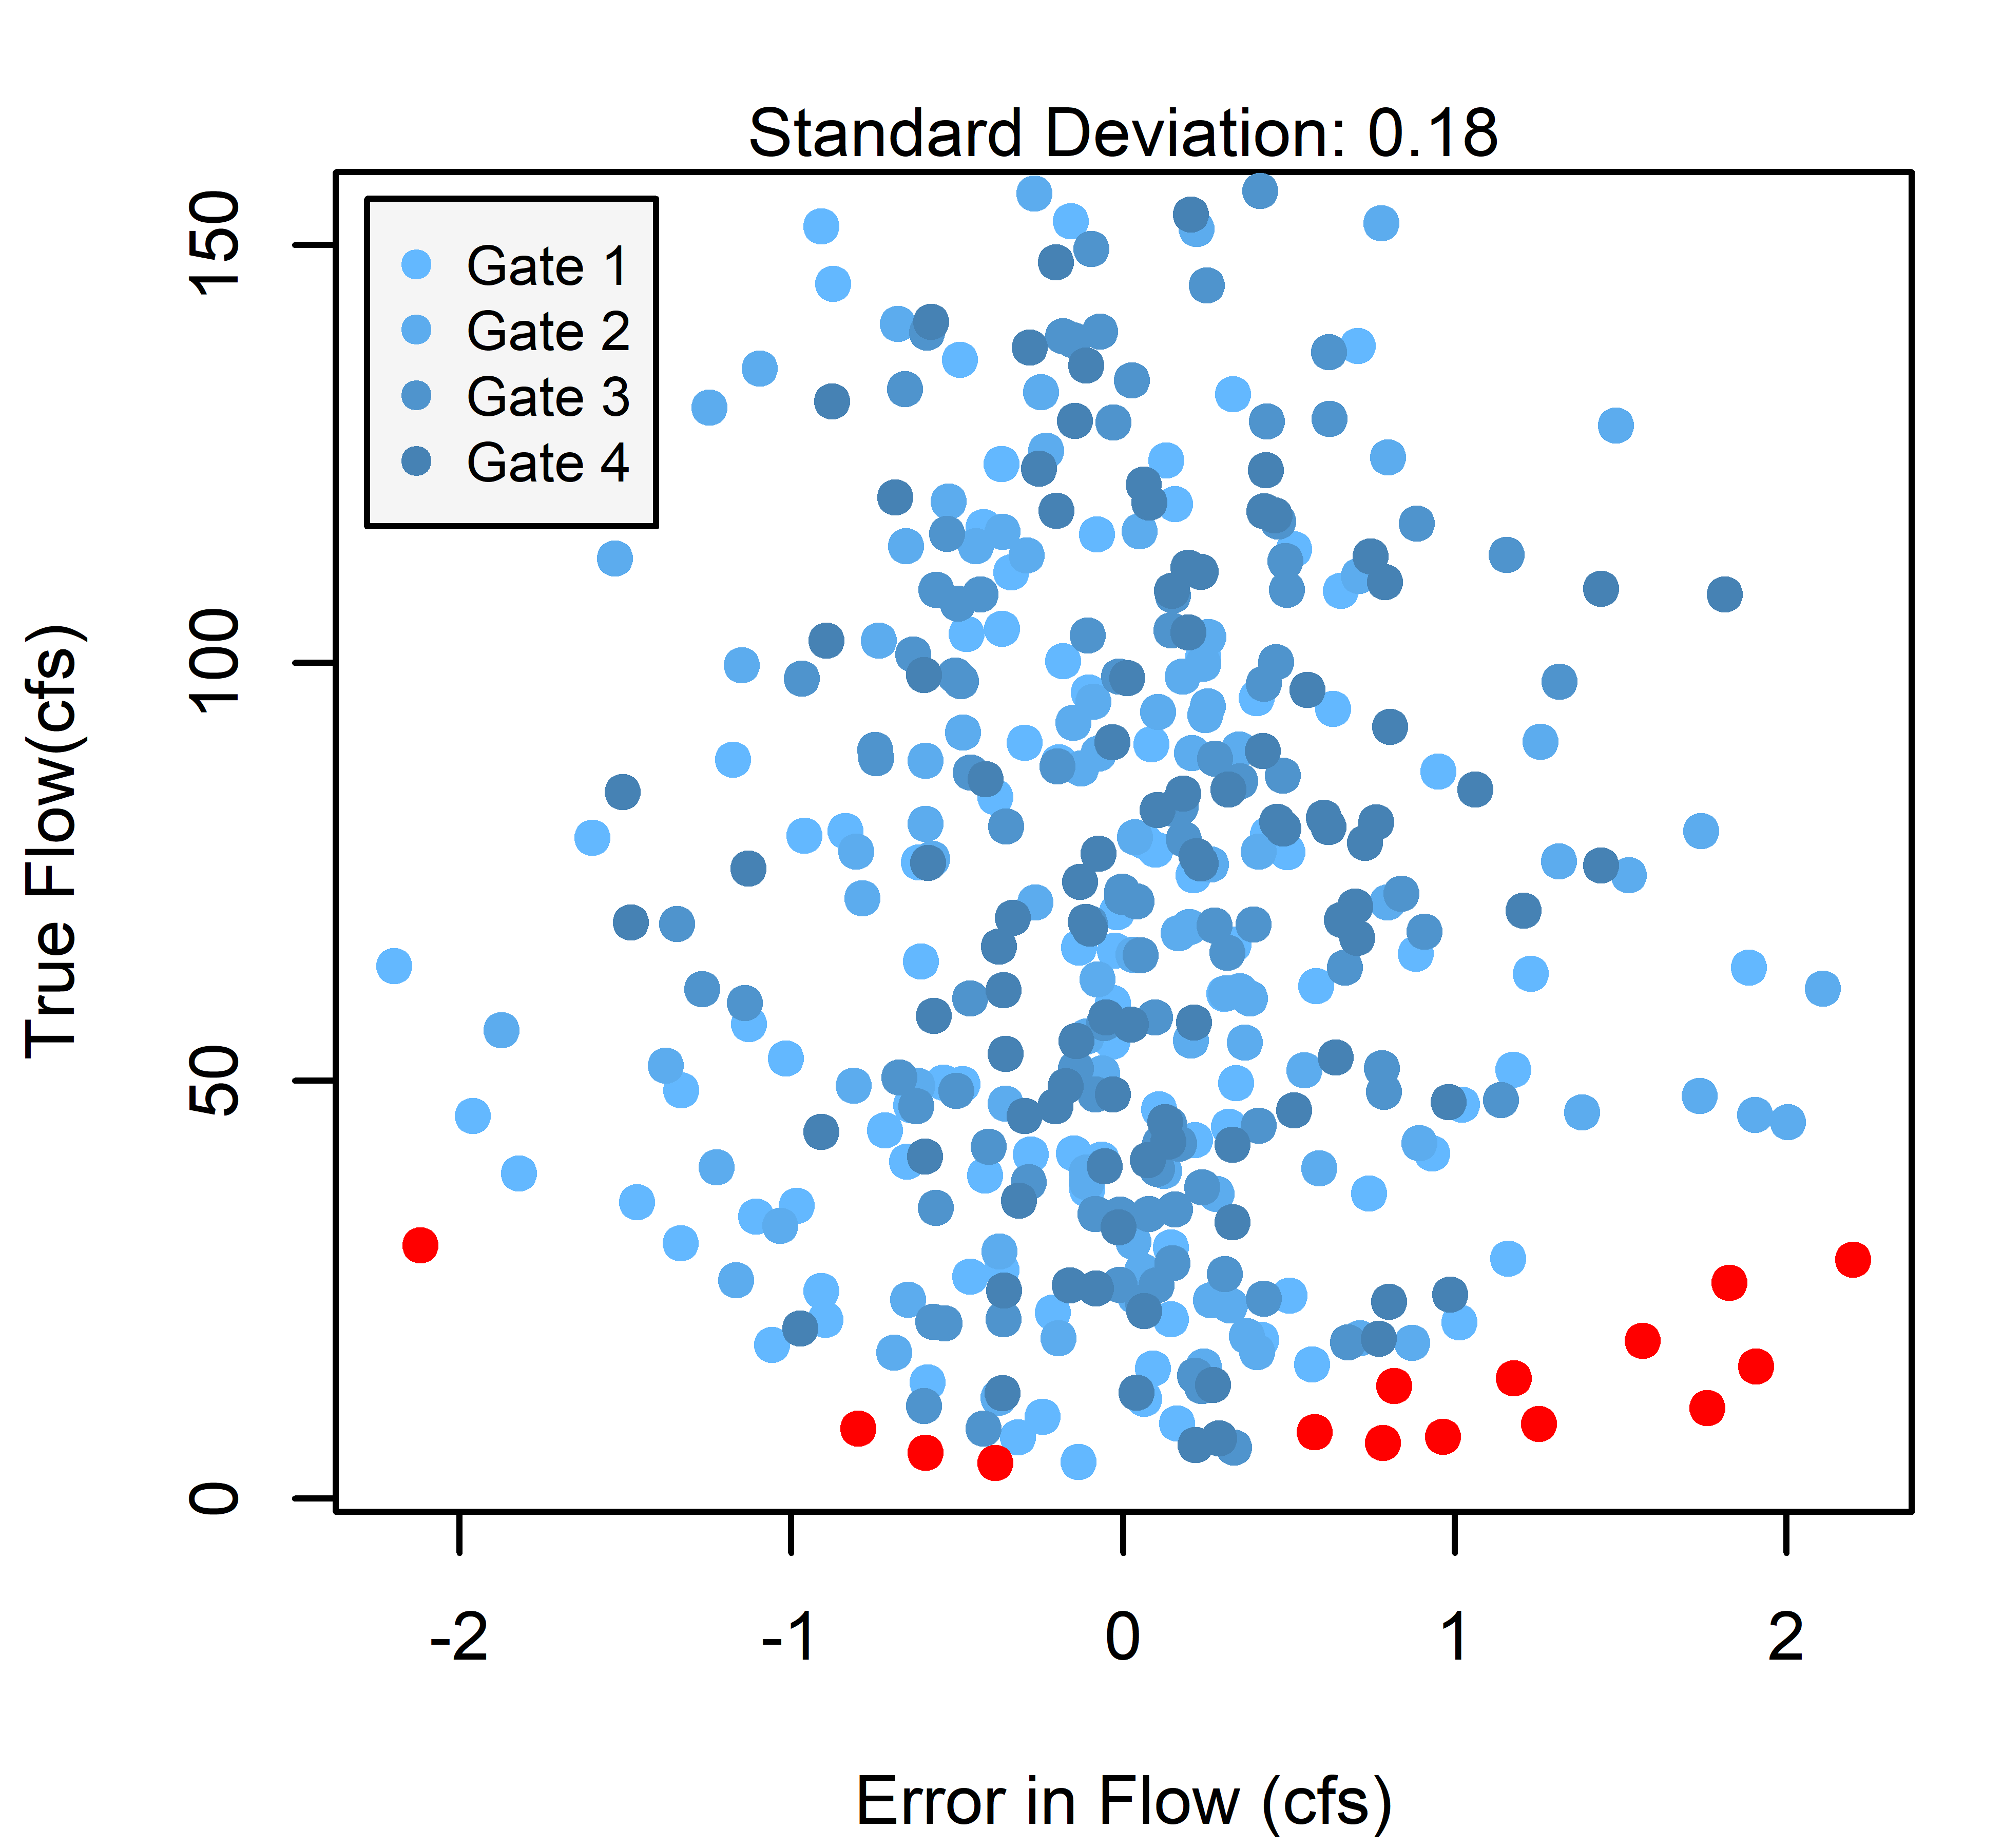 Standard Deviation: 0.18
Gate 1
Gate 2
Gate 3
Gate 4
True Flow(cfs)
150
100
50
0
-2 -1 0 1 2
Error in Flow (cfs)